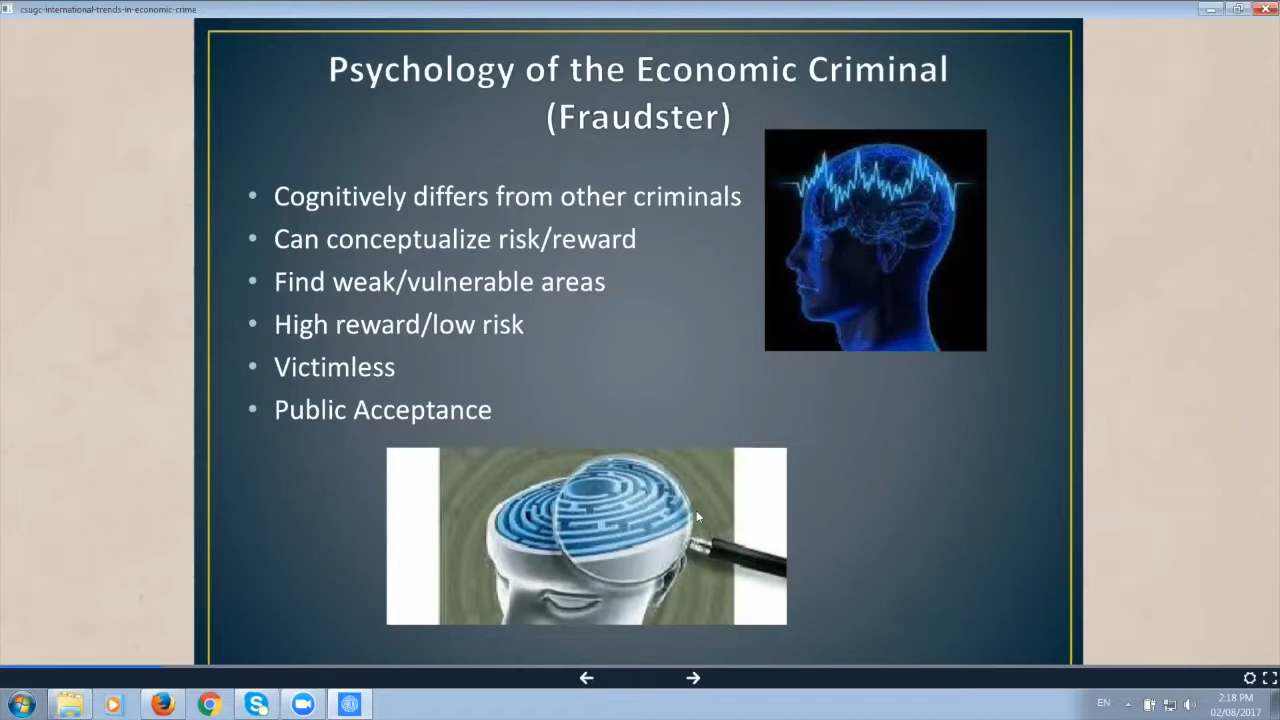 csugc-international-trends-in-economic-crime
Psychology of the Economic Criminal
(Fraudster)
• Cognitively differs from other criminals
• Can conceptualize risk/reward
• Find weak/vulnerable areas
• High reward/low risk
• Victimless
• Public Acceptance
EN
2:18 PM
02/08/2017